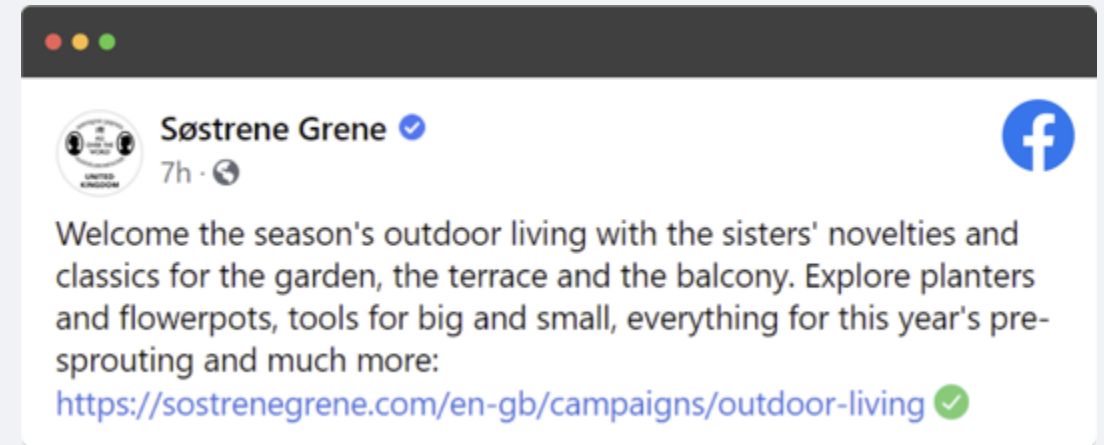 Søstrene Grene
7h ·
UNITED
KINGDOM
Welcome the season's outdoor living with the sisters' novelties and
classics for the garden, the terrace and the balcony. Explore planters
and flowerpots, tools for big and small, everything for this year's pre-
sprouting and much more:
https://sostrenegrene.com/en-gb/campaigns/outdoor-living